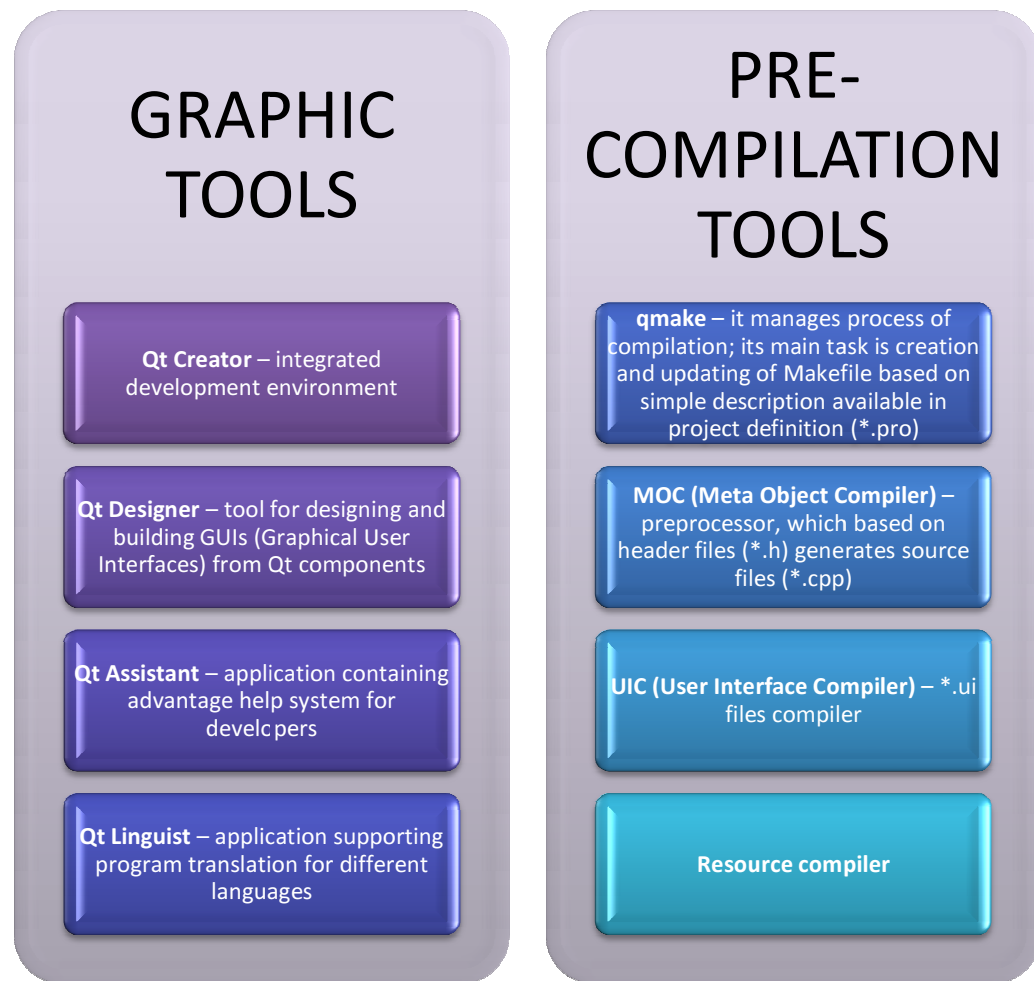 GRAPHIC
TOOLS
Qt Creator – integrated
development environment
Qt Designer – tool for designing and
building GUIs (Graphical User
Interfaces) from Qt components
Qt Assistant – application containing
advantage help system for
developers
Qt Linguist – application supporting
program translation for different
languages
PRE-
COMPILATION
TOOLS
qmake – it manages process of
compilation; its main task is creation
and updating of Makefile based on
simple description available in
project definition (*.pro)
MOC (Meta Object Compiler) –
preprocessor, which based on
header files (*.h) generates source
files (*.cpp)
UIC (User Interface Compiler) – *.ui
files compiler
Resource compiler